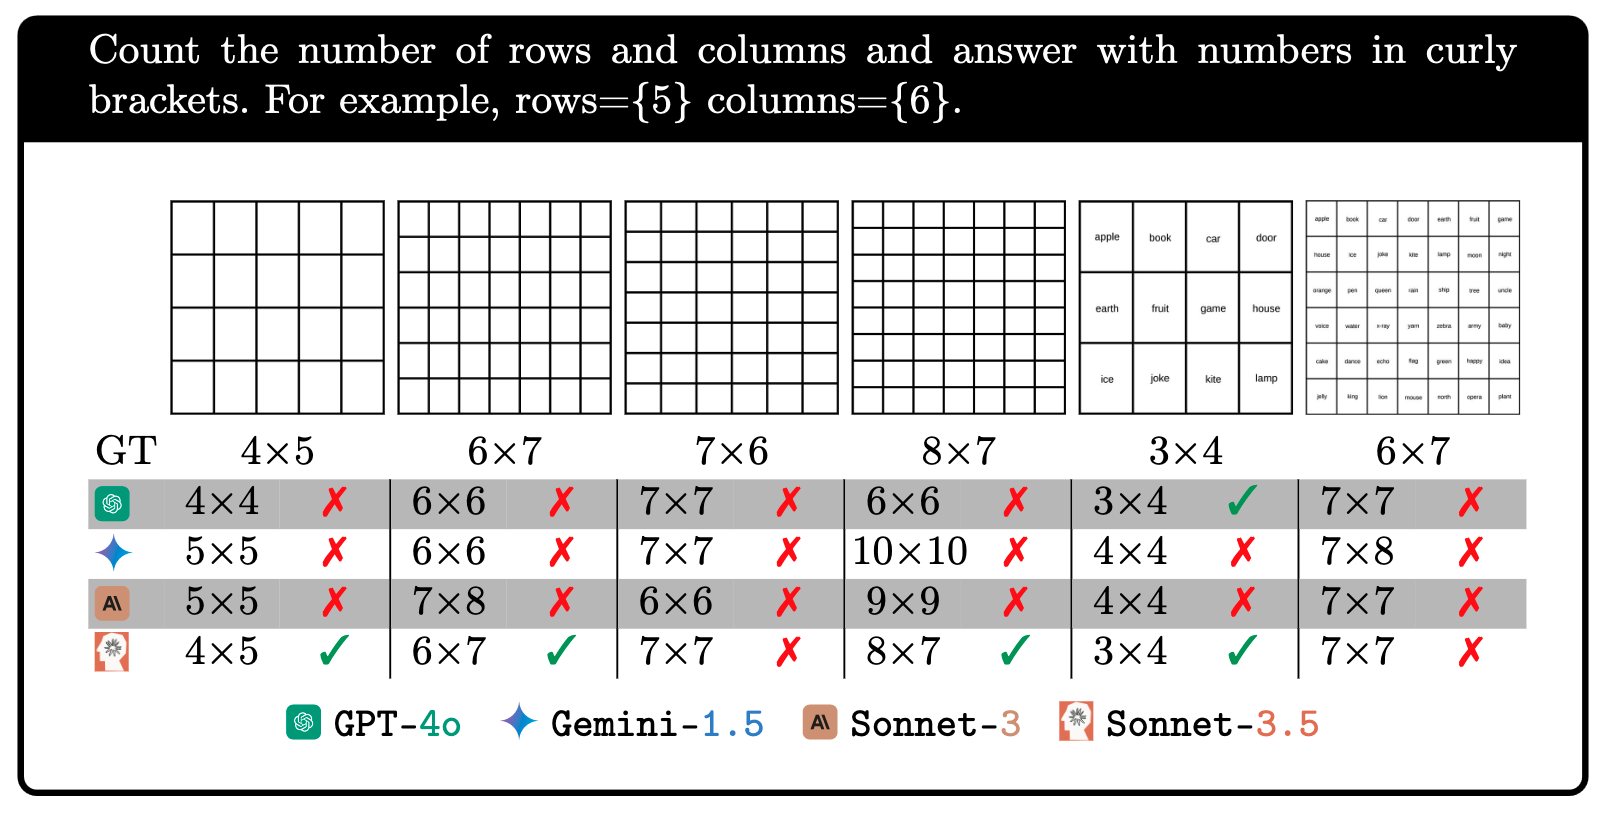 Count the number of rows and columns and answer with numbers in curly
brackets. For example, rows={5} columns={6}.
apple book car door
earth fruit game house
ice joke kite lamp
apple book car door earth fruit game
house ice joke kite lamp moon night
orange pen queen rain ship tree uncle
voice water x-ray yarn zebra army baby
cake dance echo flag green happy idea
jelly king lion mouse north opera plant
GT 4×5 6×7 7×6 8×7 3×4 6×7
4×4 ✗ 6×6 ✗ 7×7 ✗ 6×6 ✗ 3×4 ✓ 7×7 ✗
5×5 ✗ 6×6 ✗ 7×7 ✗ 10×10 ✗ 4×4 ✗ 7×8 ✗
5×5 ✗ 7×8 ✗ 6×6 ✗ 9×9 ✗ 4×4 ✗ 7×7 ✗
4×5 ✓ 6×7 ✓ 7×7 ✗ 8×7 ✓ 3×4 ✓ 7×7 ✗
GPT-4o Gemini-1.5 Sonnet-3 Sonnet-3.5